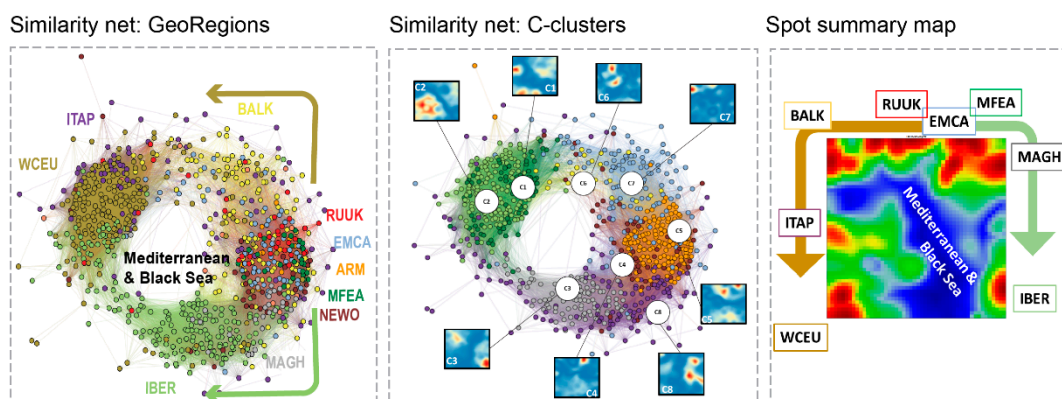 Similarity net: GeoRegions
BALK
ITAP
WCEU
RUUK
EMCA
ARM
MFEA
NEWO
Mediterranean
& Black Sea
MAGH
IBER
Similarity net: C-clusters
C2
C1
C6
C7
C1
C2
C6
C7
C5
C4
C3
C8
C3
C4
C8
C5
Spot summary map
BALK
RUUK
MFEA
EMCA
MAGH
ITAP
Mediterranean &
Black Sea
IBER
WCEU